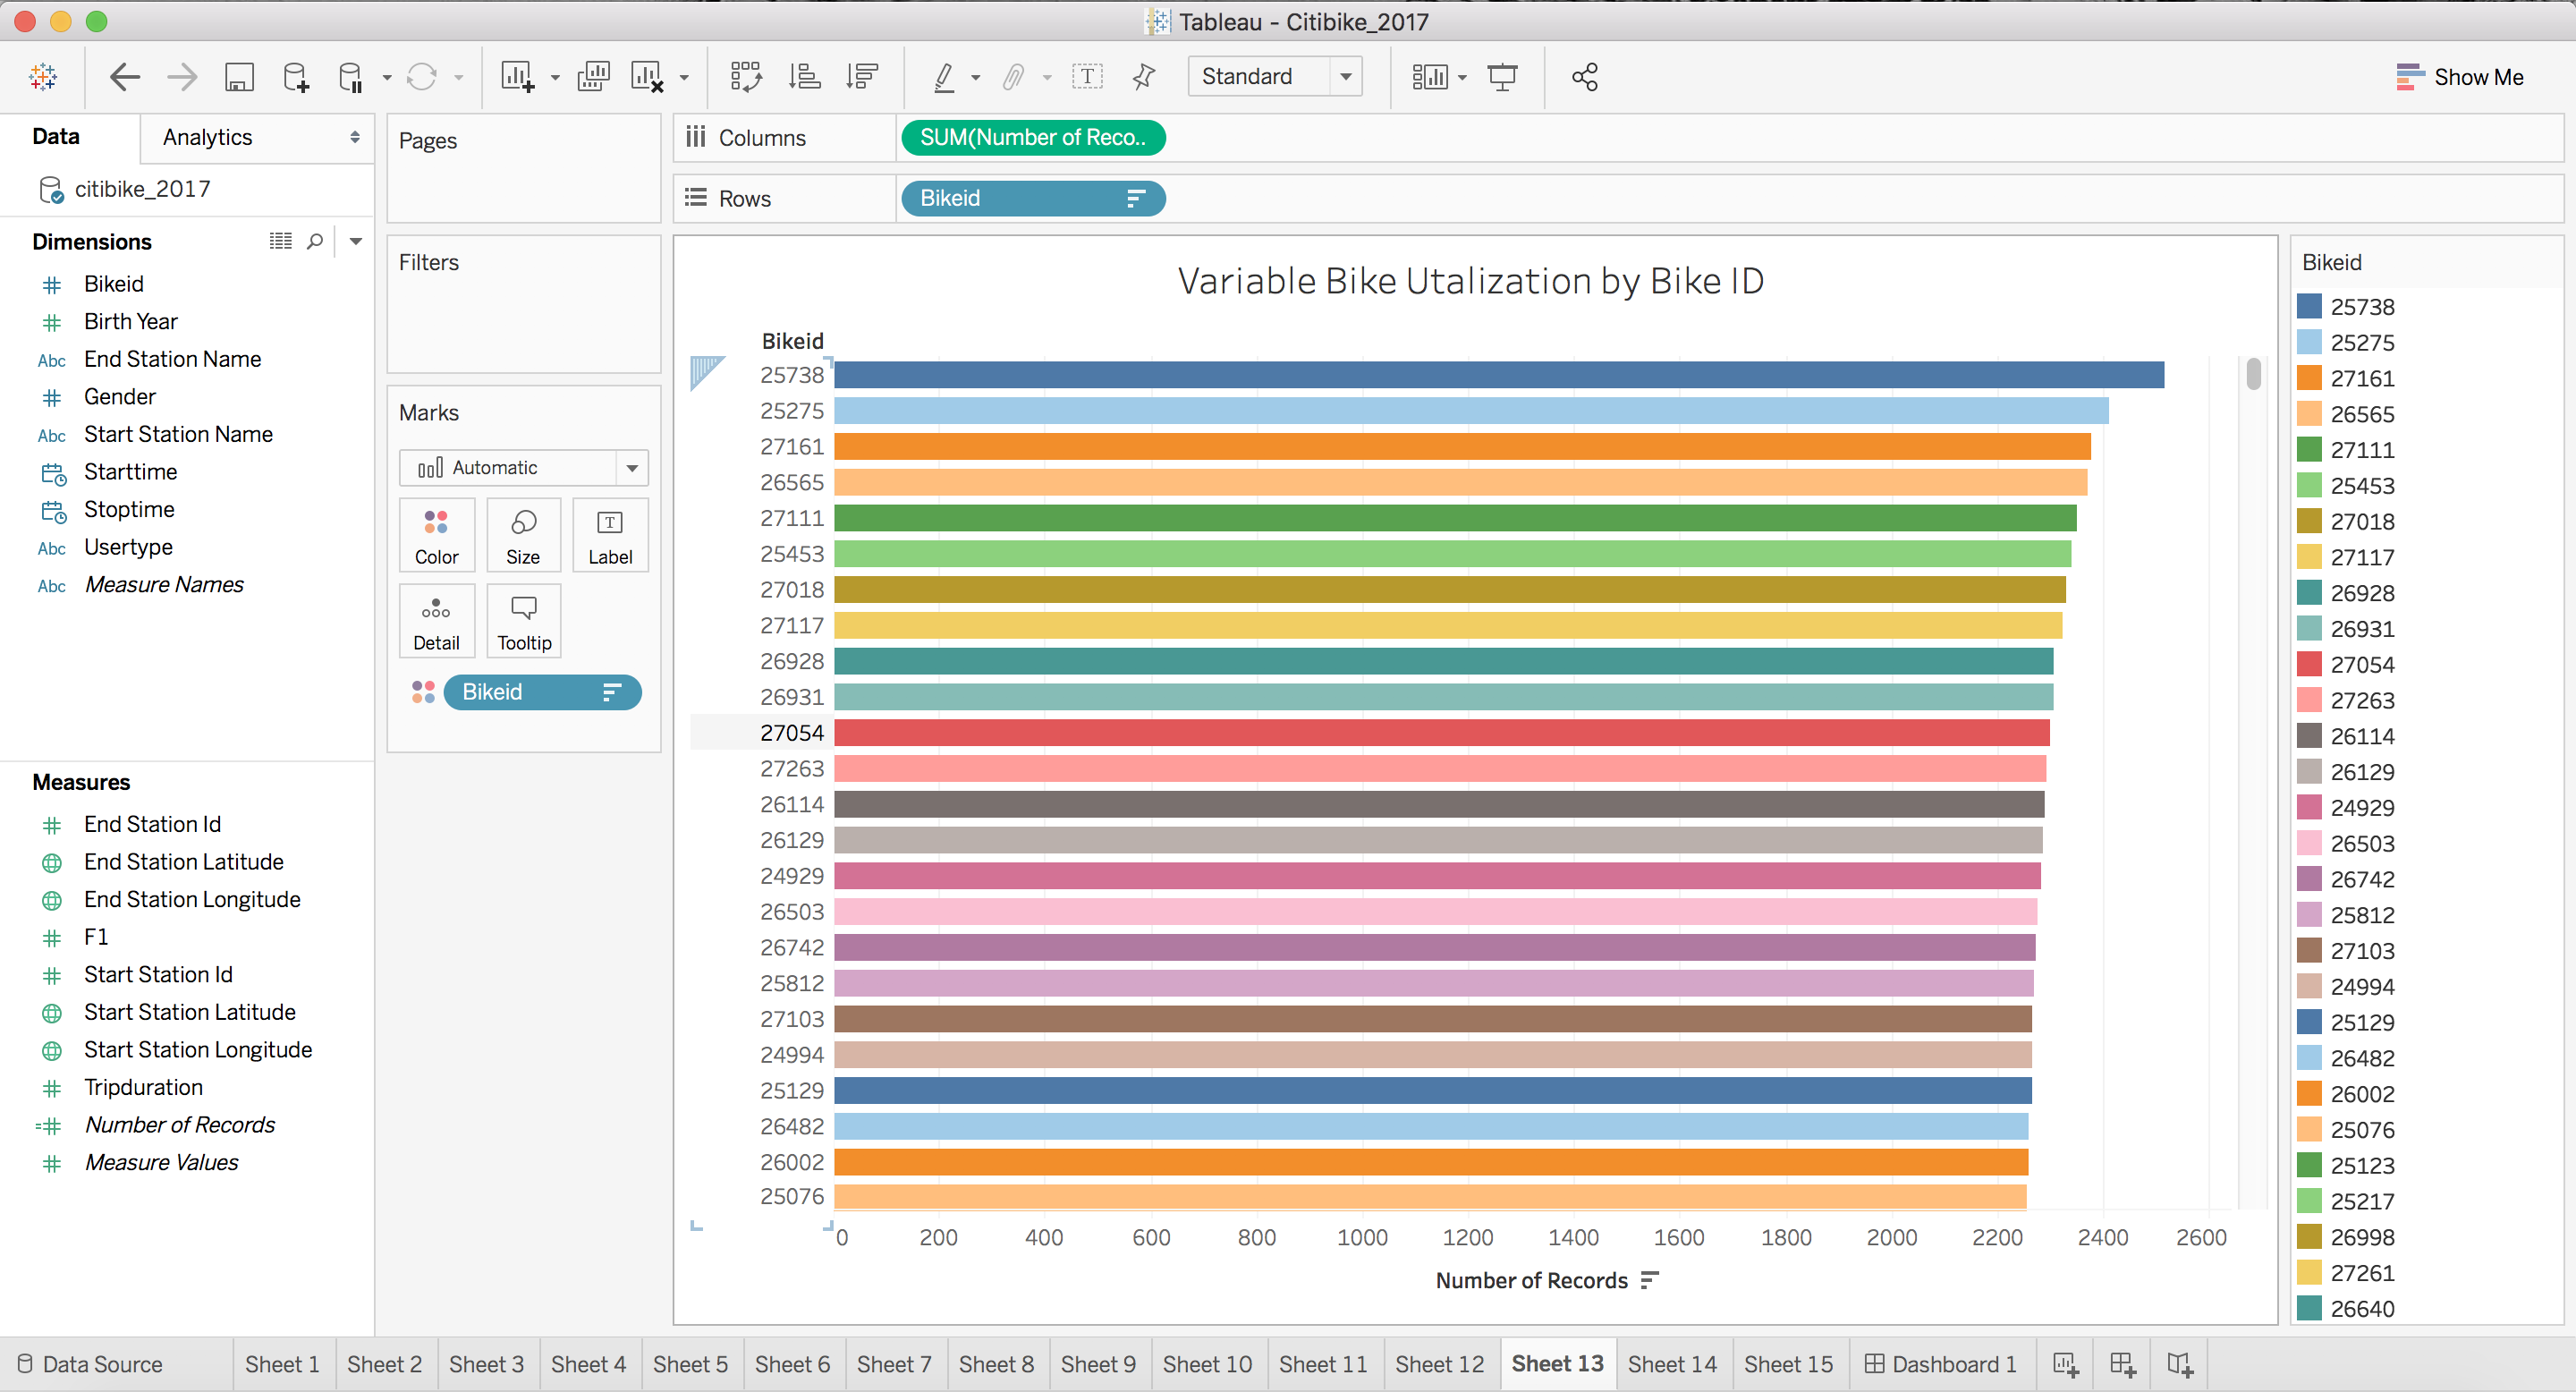 Tableau - Citibike_2017
Standard
Show Me
Data
Analytics
citibike_2017
Dimensions
Bikeid
Birth Year
Abc End Station Name
Gender
Abc Start Station Name
Starttime
Stoptime
Abc Usertype
Abc Measure Names
Measures
End Station Id
End Station Latitude
End Station Longitude
F1
Start Station Id
Start Station Latitude
Start Station Longitude
Tripduration
=# Number of Records
Measure Values
Pages
Filters
Marks
Automatic
Color Size Label
Detail Tooltip
Bikeid
Columns SUM(Number of Reco..
Rows Bikeid
Variable Bike Utalization by Bike ID
Bikeid
25738
25275
27161
26565
27111
25453
27018
27117
26928
26931
27054
27263
26114
26129
24929
26503
26742
25812
27103
24994
25129
26482
26002
25076
0 200 400 600 800 1000 1200 1400 1600 1800 2000 2200 2400 2600
Number of Records
Bikeid
25738
25275
27161
26565
27111
25453
27018
27117
26928
26931
27054
27263
26114
26129
24929
26503
26742
25812
27103
24994
25129
26482
26002
25076
25123
25217
26998
27261
26640
Data Source Sheet 1 Sheet 2 Sheet 3 Sheet 4 Sheet 5 Sheet 6 Sheet 7 Sheet 8 Sheet 9 Sheet 10 Sheet 11 Sheet 12 Sheet 13 Sheet 14 Sheet 15 Dashboard 1